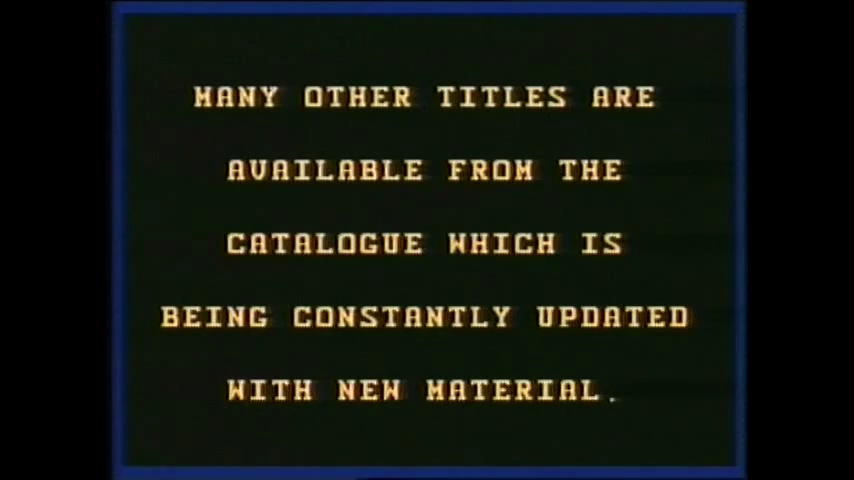 MANY OTHER TITLES ARE
AVAILABLE FROM THE
CATALOGUE WHICH IS
BEING CONSTANTLY UPDATED
WITH NEW MATERIAL.